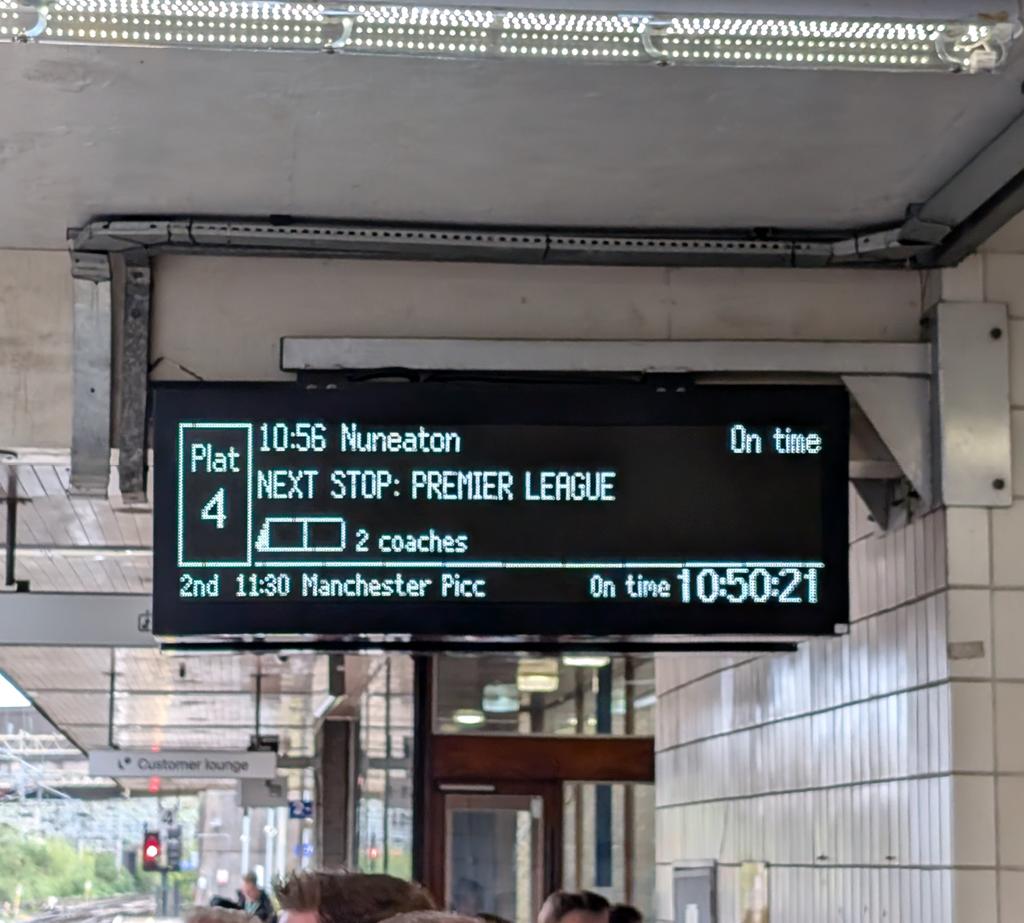 Plat
4
10:56 Nuneaton On time
NEXT STOP: PREMIER LEAGUE
2 coaches
2nd 11:30 Manchester Picc On time 10:50:21
Customer lounge